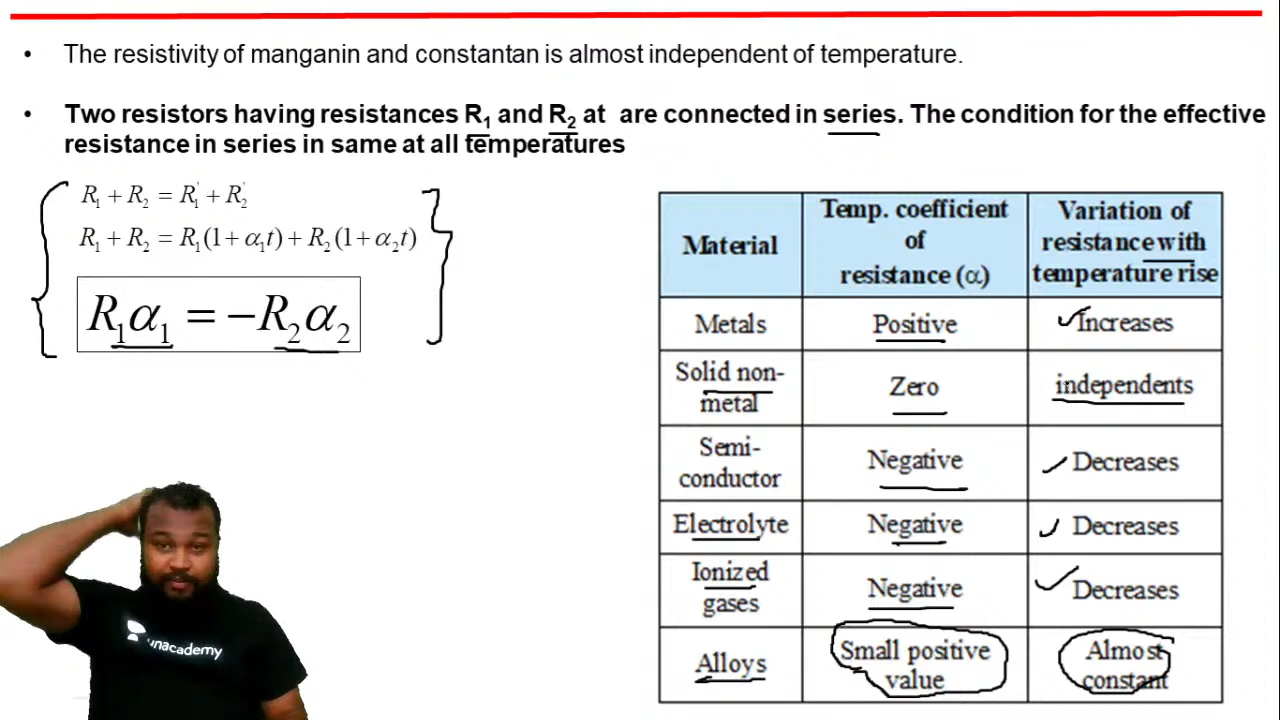 • The resistivity of manganin and constantan is almost independent of temperature.
• Two resistors having resistances R₁ and R₂ at are connected in series. The condition for the effective
resistance in series in same at all temperatures
R₁ + R₂ = R₁' + R₂'
R₁ + R₂ = R₁(1 + α₁t) + R₂(1 + α₂t)
R₁α₁ = −R₂α₂
Material | Temp. coefficient of resistance (α) | Variation of resistance with temperature rise
Metals | Positive | Increases
Solid non-metal | Zero | independents
Semi-conductor | Negative | Decreases
Electrolyte | Negative | Decreases
Ionized gases | Negative | Decreases
Alloys | Small positive value | Almost constant
unacademy